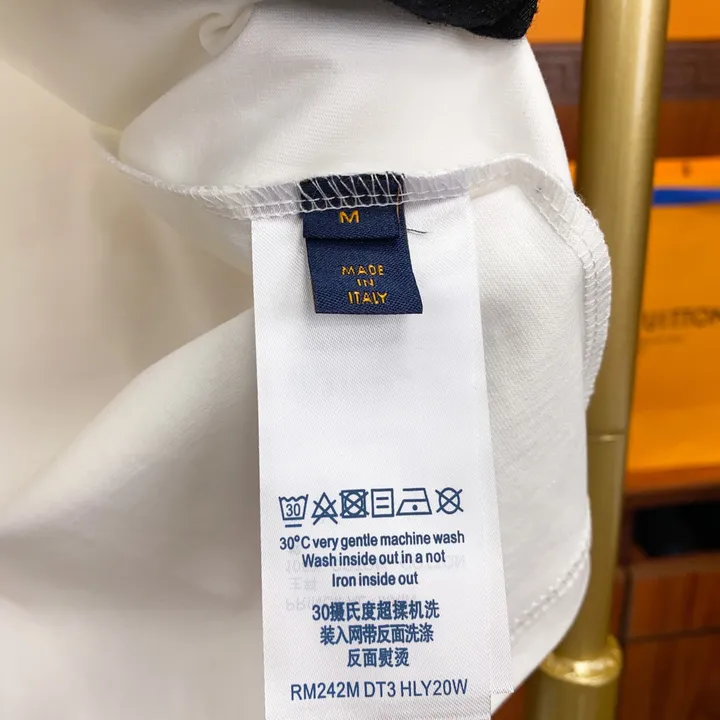 M
MADE
IN
ITALY
30
30°C very gentle machine wash
Wash inside out in a not
Iron inside out
30摄氏度超揉机洗
装入网带反面洗涤
反面熨烫
RM242M DT3 HLY20W
UITTON